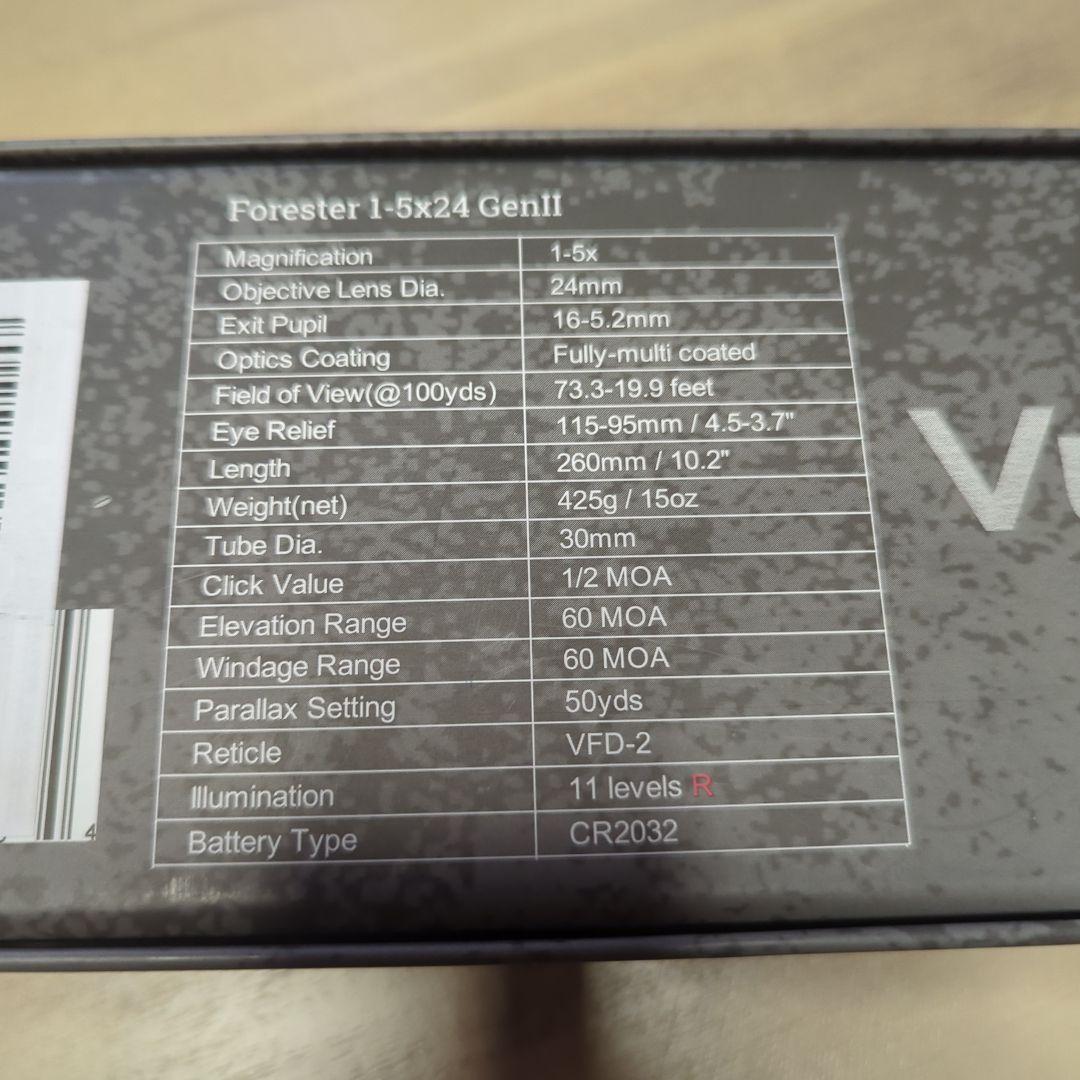 Forester 1-5x24 GenII
Magnification 1-5x
Objective Lens Dia. 24mm
Exit Pupil 16-5.2mm
Optics Coating Fully-multi coated
Field of View(@100yds) 73.3-19.9 feet
Eye Relief 115-95mm / 4.5-3.7"
Length 260mm / 10.2"
Weight(net) 425g / 15oz
Tube Dia. 30mm
Click Value 1/2 MOA
Elevation Range 60 MOA
Windage Range 60 MOA
Parallax Setting 50yds
Reticle VFD-2
Illumination 11 levels R
Battery Type CR2032
4